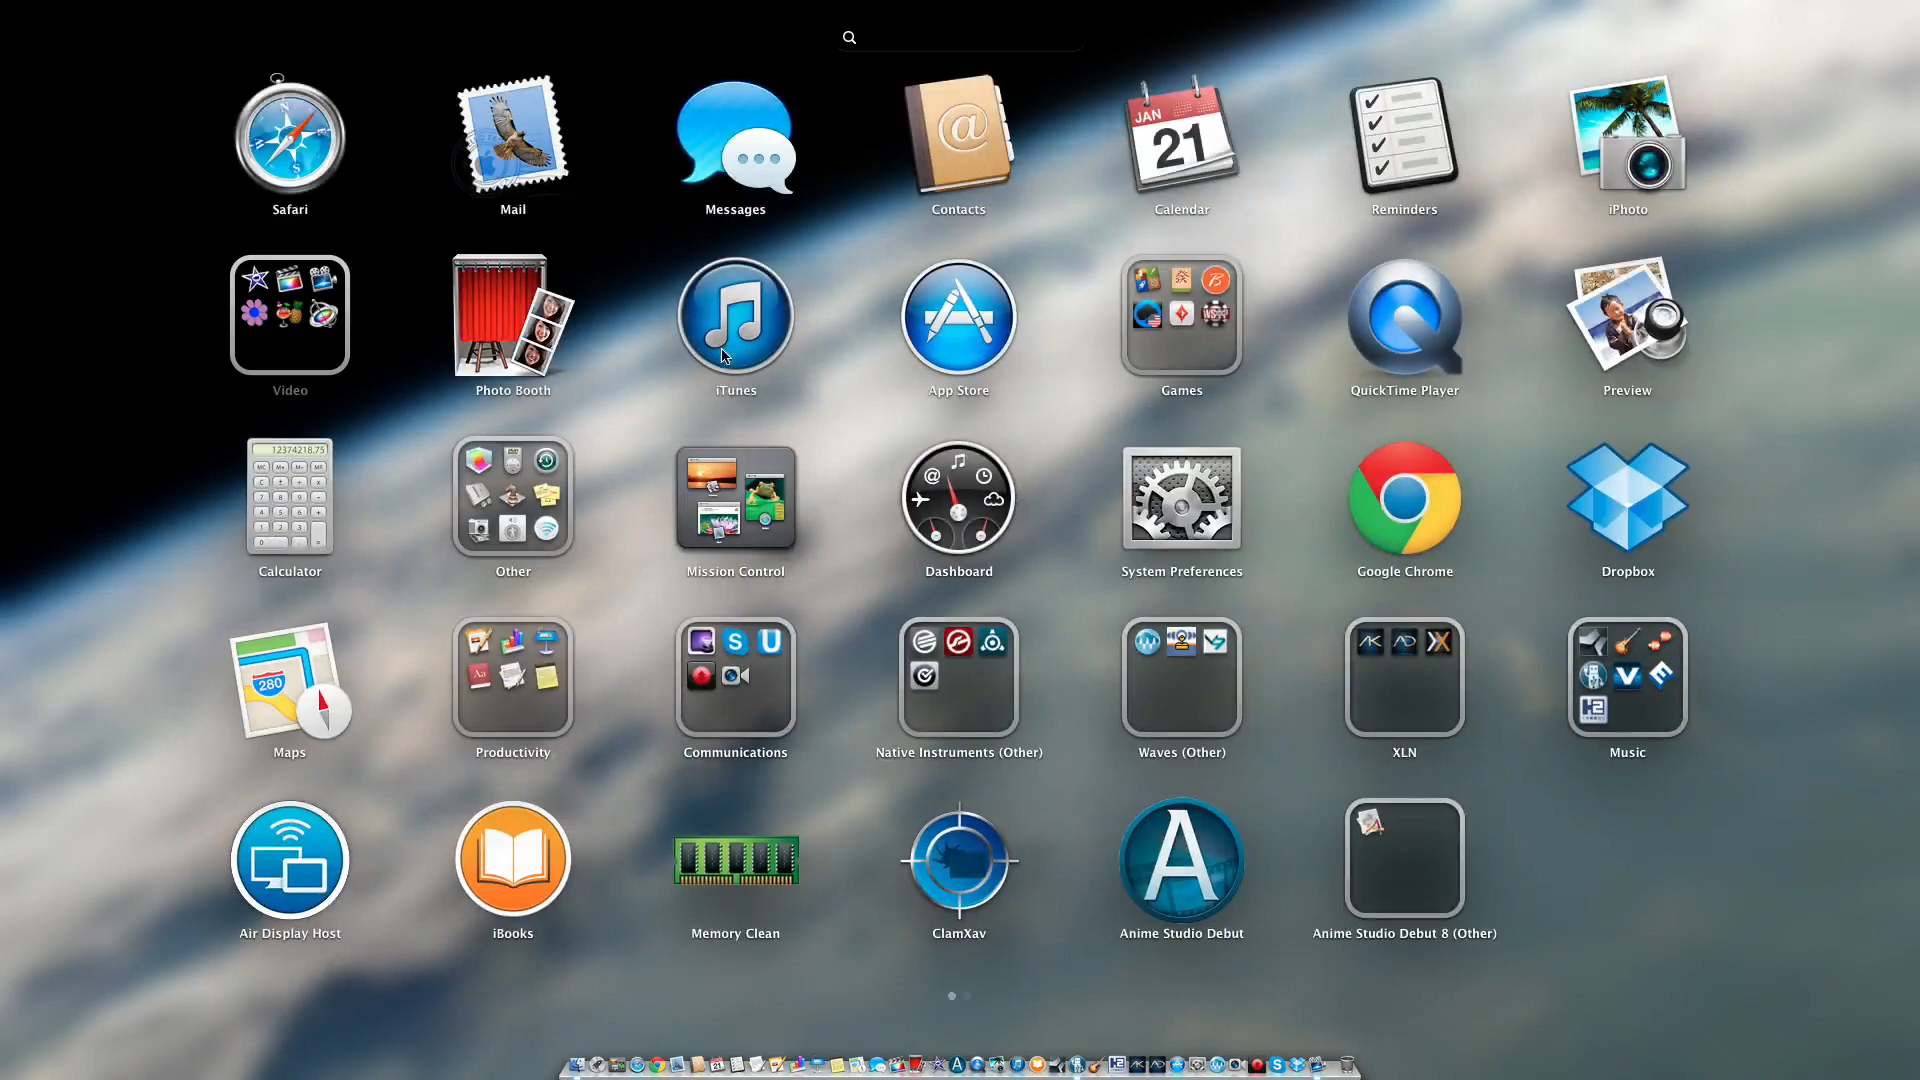 Safari
Mail
Messages
Contacts
JAN
21
Calendar
Reminders
iPhoto
Video
Photo Booth
iTunes
App Store
Games
QuickTime Player
Preview
12374218.75
Calculator
Other
Mission Control
Dashboard
System Preferences
Google Chrome
Dropbox
280
Maps
Productivity
Communications
Native Instruments (Other)
Waves (Other)
XLN
Music
Air Display Host
iBooks
Memory Clean
ClamXav
Anime Studio Debut
Anime Studio Debut 8 (Other)